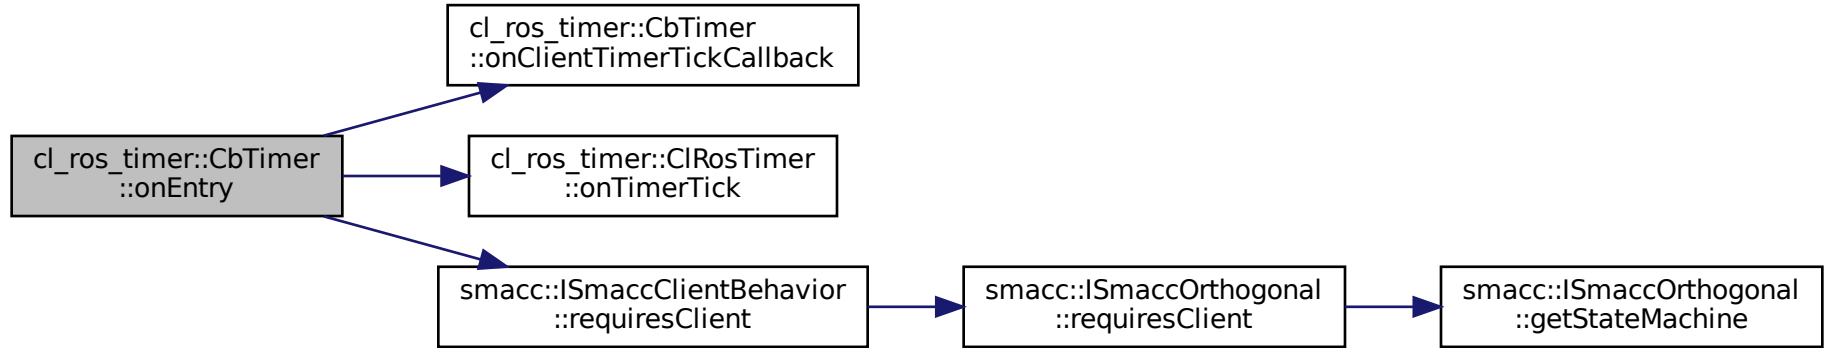 cl_ros_timer::CbTimer
::onClientTimerTickCallback
cl_ros_timer::CbTimer
::onEntry
cl_ros_timer::ClRosTimer
::onTimerTick
smacc::ISmaccClientBehavior
::requiresClient
smacc::ISmaccOrthogonal
::requiresClient
smacc::ISmaccOrthogonal
::getStateMachine